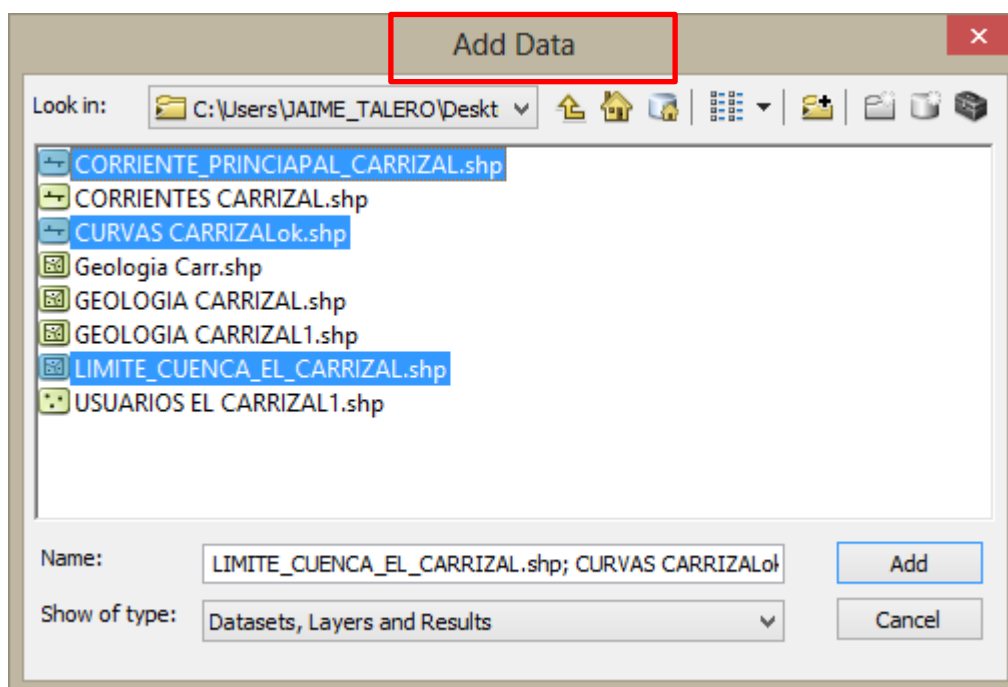 Add Data
Look in: C:\Users\JAIME_TALERO\Deskt
CORRIENTE_PRINCIAPAL_CARRIZAL.shp
CORRIENTES CARRIZAL.shp
CURVAS CARRIZALok.shp
Geologia Carr.shp
GEOLOGIA CARRIZAL.shp
GEOLOGIA CARRIZAL1.shp
LIMITE_CUENCA_EL_CARRIZAL.shp
USUARIOS EL CARRIZAL1.shp
Name: LIMITE_CUENCA_EL_CARRIZAL.shp; CURVAS CARRIZALok Add
Show of type: Datasets, Layers and Results Cancel